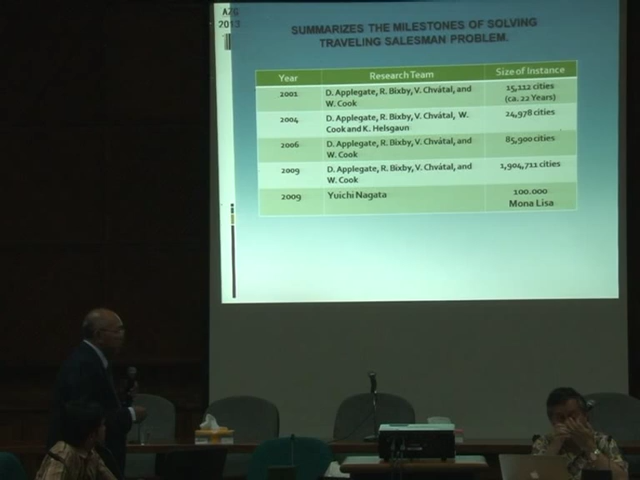 AZG
2013
SUMMARIZES THE MILESTONES OF SOLVING
TRAVELING SALESMAN PROBLEM.
Year Research Team Size of Instance
2001 D. Applegate, R. Bixby, V. Chvátal, and W. Cook 15,112 cities (ca. 22 Years)
2004 D. Applegate, R. Bixby, V. Chvátal, W. Cook and K. Helsgaun 24,978 cities
2006 D. Applegate, R. Bixby, V. Chvátal, and W. Cook 85,900 cities
2009 D. Applegate, R. Bixby, V. Chvátal, and W. Cook 1,904,711 cities
2009 Yuichi Nagata 100.000 Mona Lisa